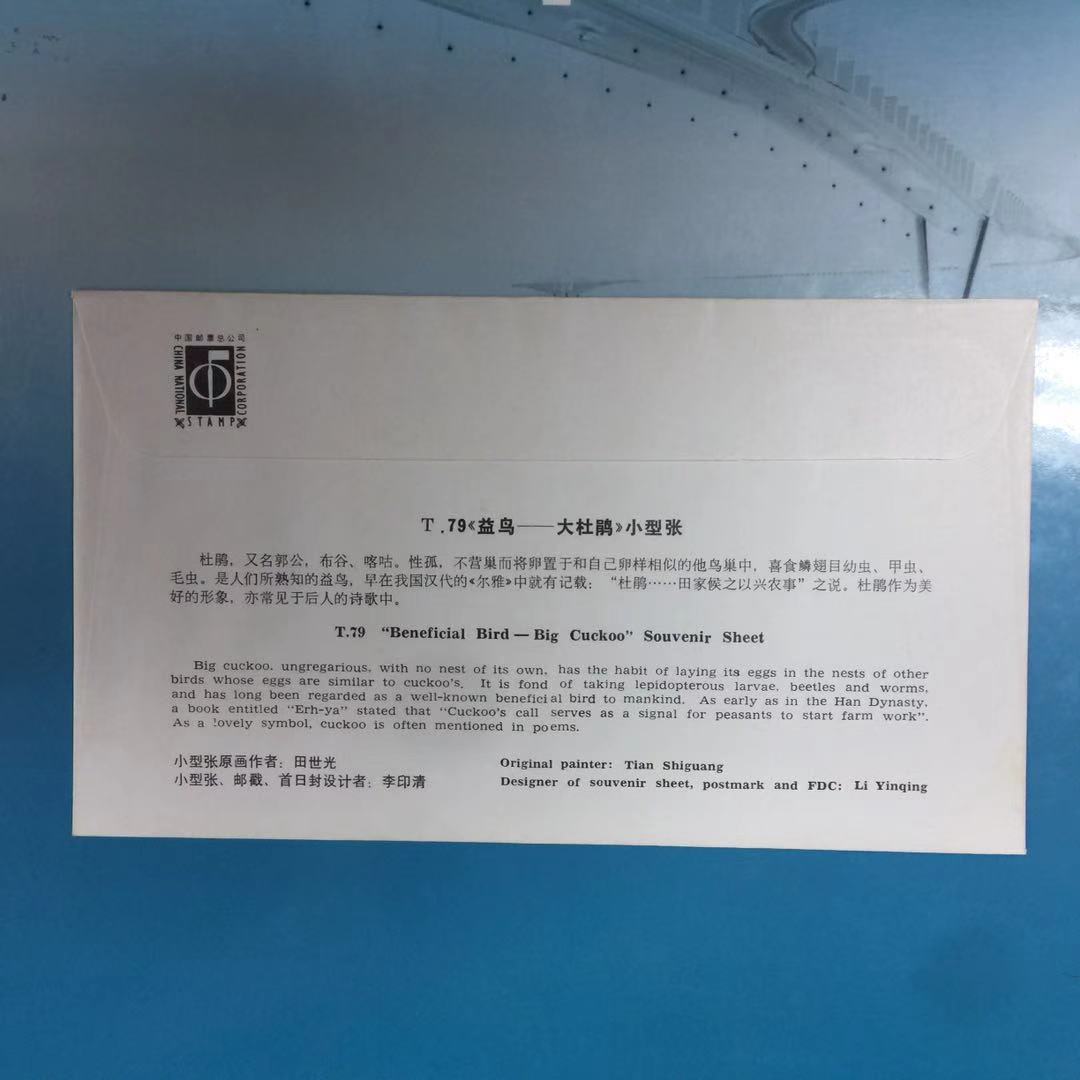 中国邮票总公司
CHINA NATIONAL
STAMP
CORPORATION
T.79《益鸟——大杜鹃》小型张
杜鹃，又名郭公，布谷、喀咕。性孤，不营巢而将卵置于和自己卵样相似的他鸟巢中，喜食鳞翅目幼虫、甲虫、
毛虫。是人们所熟知的益鸟，早在我国汉代的《尔雅》中就有记载：“杜鹃……田家候之以兴农事”之说。杜鹃作为美
好的形象，亦常见于后人的诗歌中。
T.79 “Beneficial Bird — Big Cuckoo” Souvenir Sheet
Big cuckoo, ungregarious, with no nest of its own, has the habit of laying its eggs in the nests of other
birds whose eggs are similar to cuckoo's. It is fond of taking lepidopterous larvae, beetles and worms,
and has long been regarded as a well-known beneficial bird to mankind. As early as in the Han Dynasty,
a book entitled “Erh-ya” stated that “Cuckoo's call serves as a signal for peasants to start farm work”.
As a lovely symbol, cuckoo is often mentioned in poems.
小型张原画作者：田世光
小型张、邮戳、首日封设计者：李印清
Original painter: Tian Shiguang
Designer of souvenir sheet, postmark and FDC: Li Yinqing